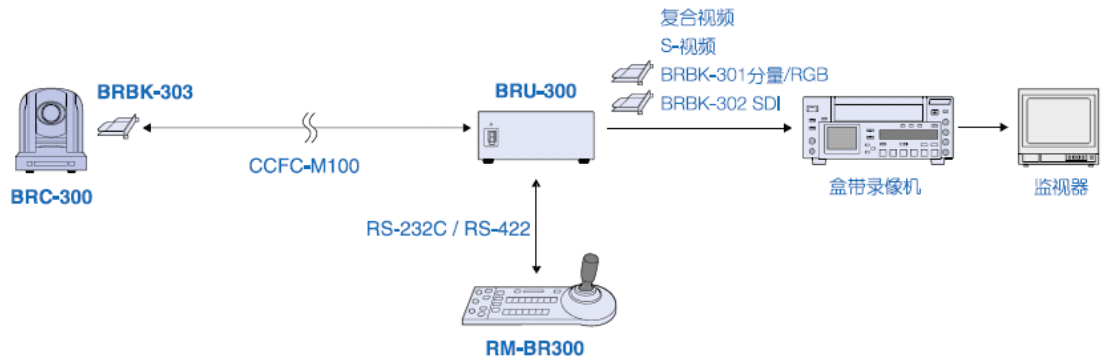 复合视频
S-视频
BRBK-301分量/RGB
BRBK-302 SDI
BRBK-303
BRU-300
CCFC-M100
BRC-300
盒带录像机
监视器
RS-232C / RS-422
RM-BR300